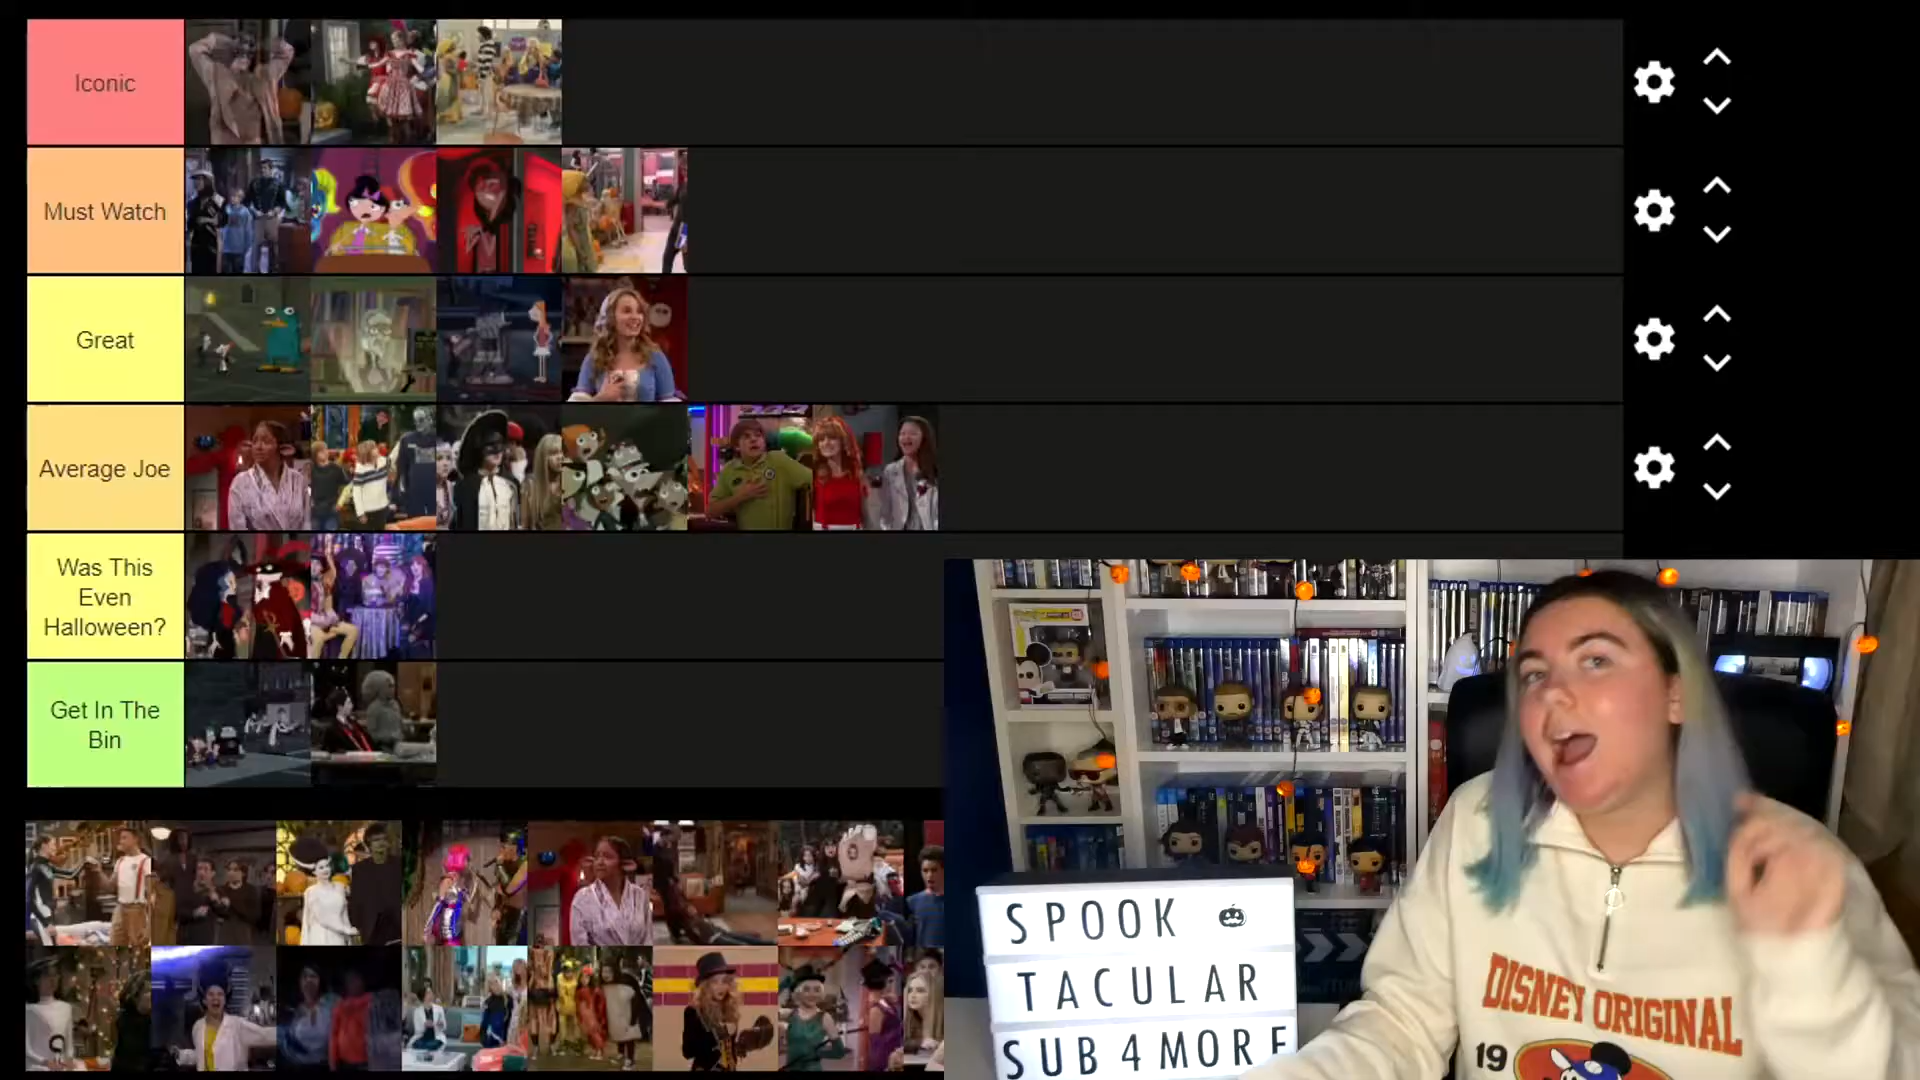 Iconic
Must Watch
Great
Average Joe
Was This
Even
Halloween?
Get In The
Bin
SPOOK
TACULAR
SUB 4 MORE
DISNEY ORIGINAL
19